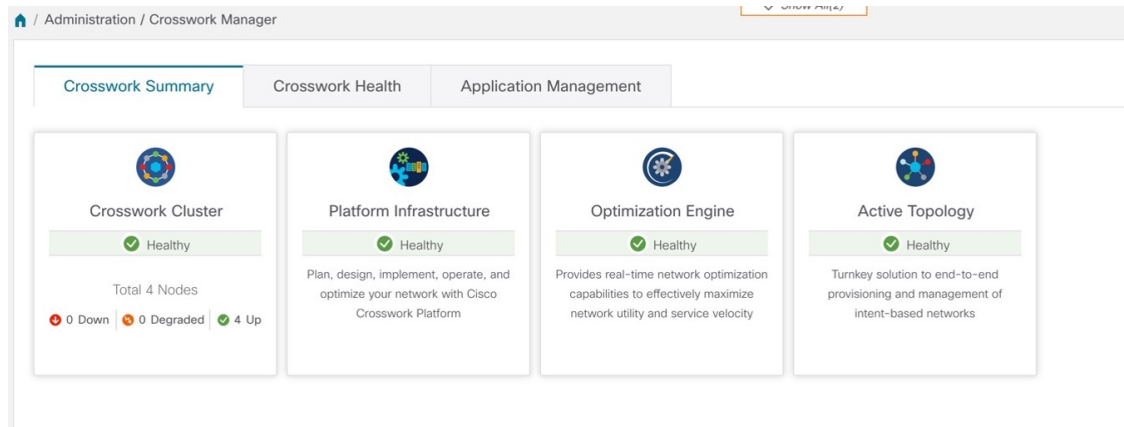 Show All(2)
/ Administration / Crosswork Manager
Crosswork Summary
Crosswork Health
Application Management
Crosswork Cluster
Healthy
Total 4 Nodes
0 Down
0 Degraded
4 Up
Platform Infrastructure
Healthy
Plan, design, implement, operate, and
optimize your network with Cisco
Crosswork Platform
Optimization Engine
Healthy
Provides real-time network optimization
capabilities to effectively maximize
network utility and service velocity
Active Topology
Healthy
Turnkey solution to end-to-end
provisioning and management of
intent-based networks